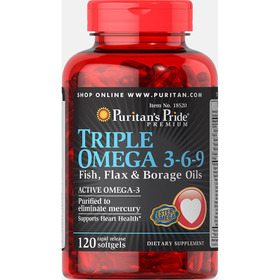 SHOP ONLINE WWW.PURITAN.COM
Item No. 18520
Puritan's Pride®
PREMIUM
TRIPLE
OMEGA 3-6-9
Fish, Flax & Borage Oils
ACTIVE OMEGA-3
Purified to
eliminate mercury
Supports Heart Health*
120 rapid release
softgels
DIETARY SUPPLEMENT